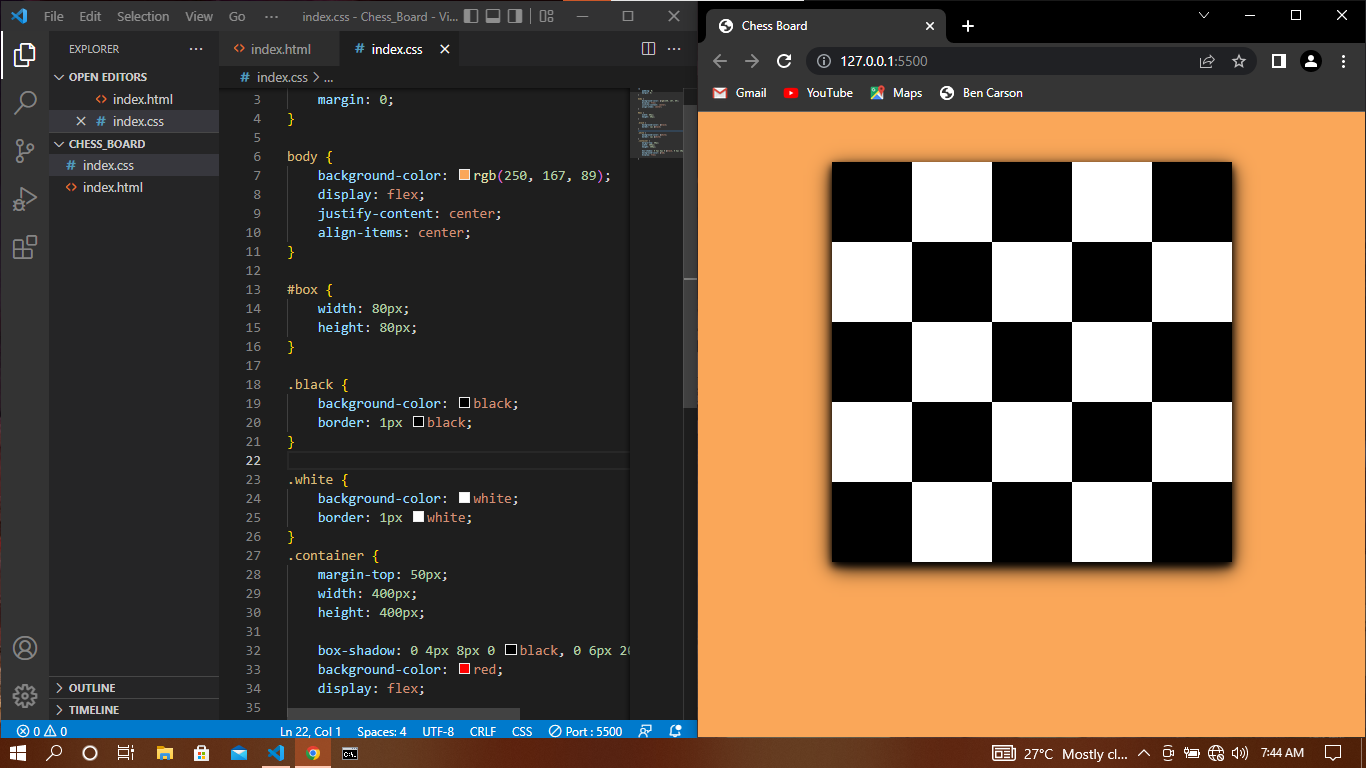 File Edit Selection View Go ··· index.css - Chess_Board - Vi...
EXPLORER ···
OPEN EDITORS
index.html
index.css
CHESS_BOARD
index.css
index.html
OUTLINE
TIMELINE
index.html index.css
index.css > ...
3 margin: 0;
4 }
5
6 body {
7 background-color: rgb(250, 167, 89);
8 display: flex;
9 justify-content: center;
10 align-items: center;
11 }
12
13 #box {
14 width: 80px;
15 height: 80px;
16 }
17
18 .black {
19 background-color: black;
20 border: 1px black;
21 }
22
23 .white {
24 background-color: white;
25 border: 1px white;
26 }
27 .container {
28 margin-top: 50px;
29 width: 400px;
30 height: 400px;
31
32 box-shadow: 0 4px 8px 0 black, 0 6px 20
33 background-color: red;
34 display: flex;
35
0 0 Ln 22, Col 1 Spaces: 4 UTF-8 CRLF CSS Port : 5500
Chess Board
127.0.0.1:5500
Gmail YouTube Maps Ben Carson
27°C Mostly cl... 7:44 AM